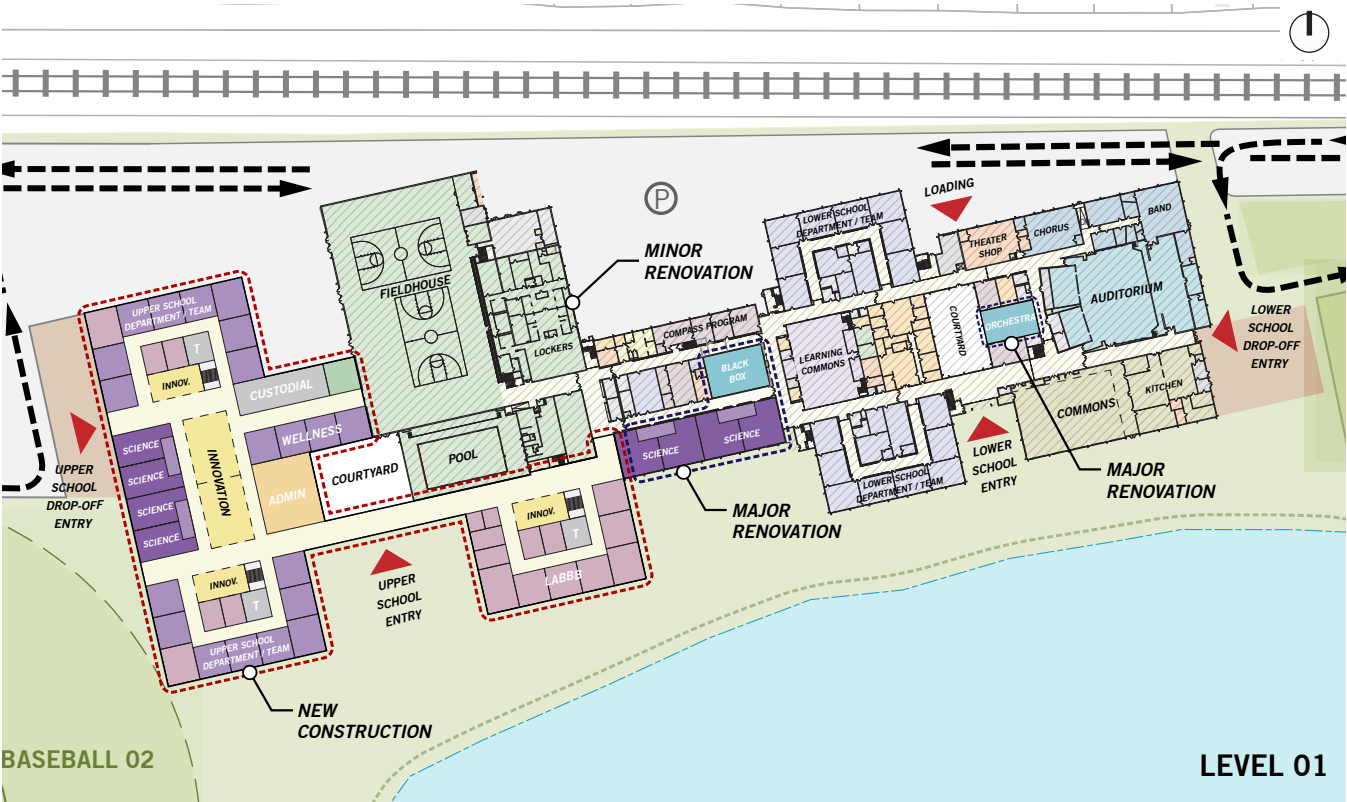 P
LOADING
LOWER SCHOOL
DEPARTMENT / TEAM
THEATER
SHOP
CHORUS
BAND
MINOR
RENOVATION
FIELDHOUSE
LOCKERS
COMPASS PROGRAM
AUDITORIUM
ORCHESTRA
COURTYARD
LEARNING
COMMONS
BLACK
BOX
LOWER
SCHOOL
DROP-OFF
ENTRY
UPPER SCHOOL
DEPARTMENT / TEAM
T
INNOV.
CUSTODIAL
WELLNESS
SCIENCE
SCIENCE
SCIENCE
SCIENCE
INNOVATION
ADMIN
COURTYARD
POOL
SCIENCE
SCIENCE
COMMONS
KITCHEN
UPPER
SCHOOL
DROP-OFF
ENTRY
LOWER
SCHOOL
ENTRY
LOWER SCHOOL
DEPARTMENT / TEAM
MAJOR
RENOVATION
MAJOR
RENOVATION
INNOV.
T
LABBB
UPPER
SCHOOL
ENTRY
INNOV.
T
UPPER SCHOOL
DEPARTMENT / TEAM
NEW
CONSTRUCTION
BASEBALL 02
LEVEL 01